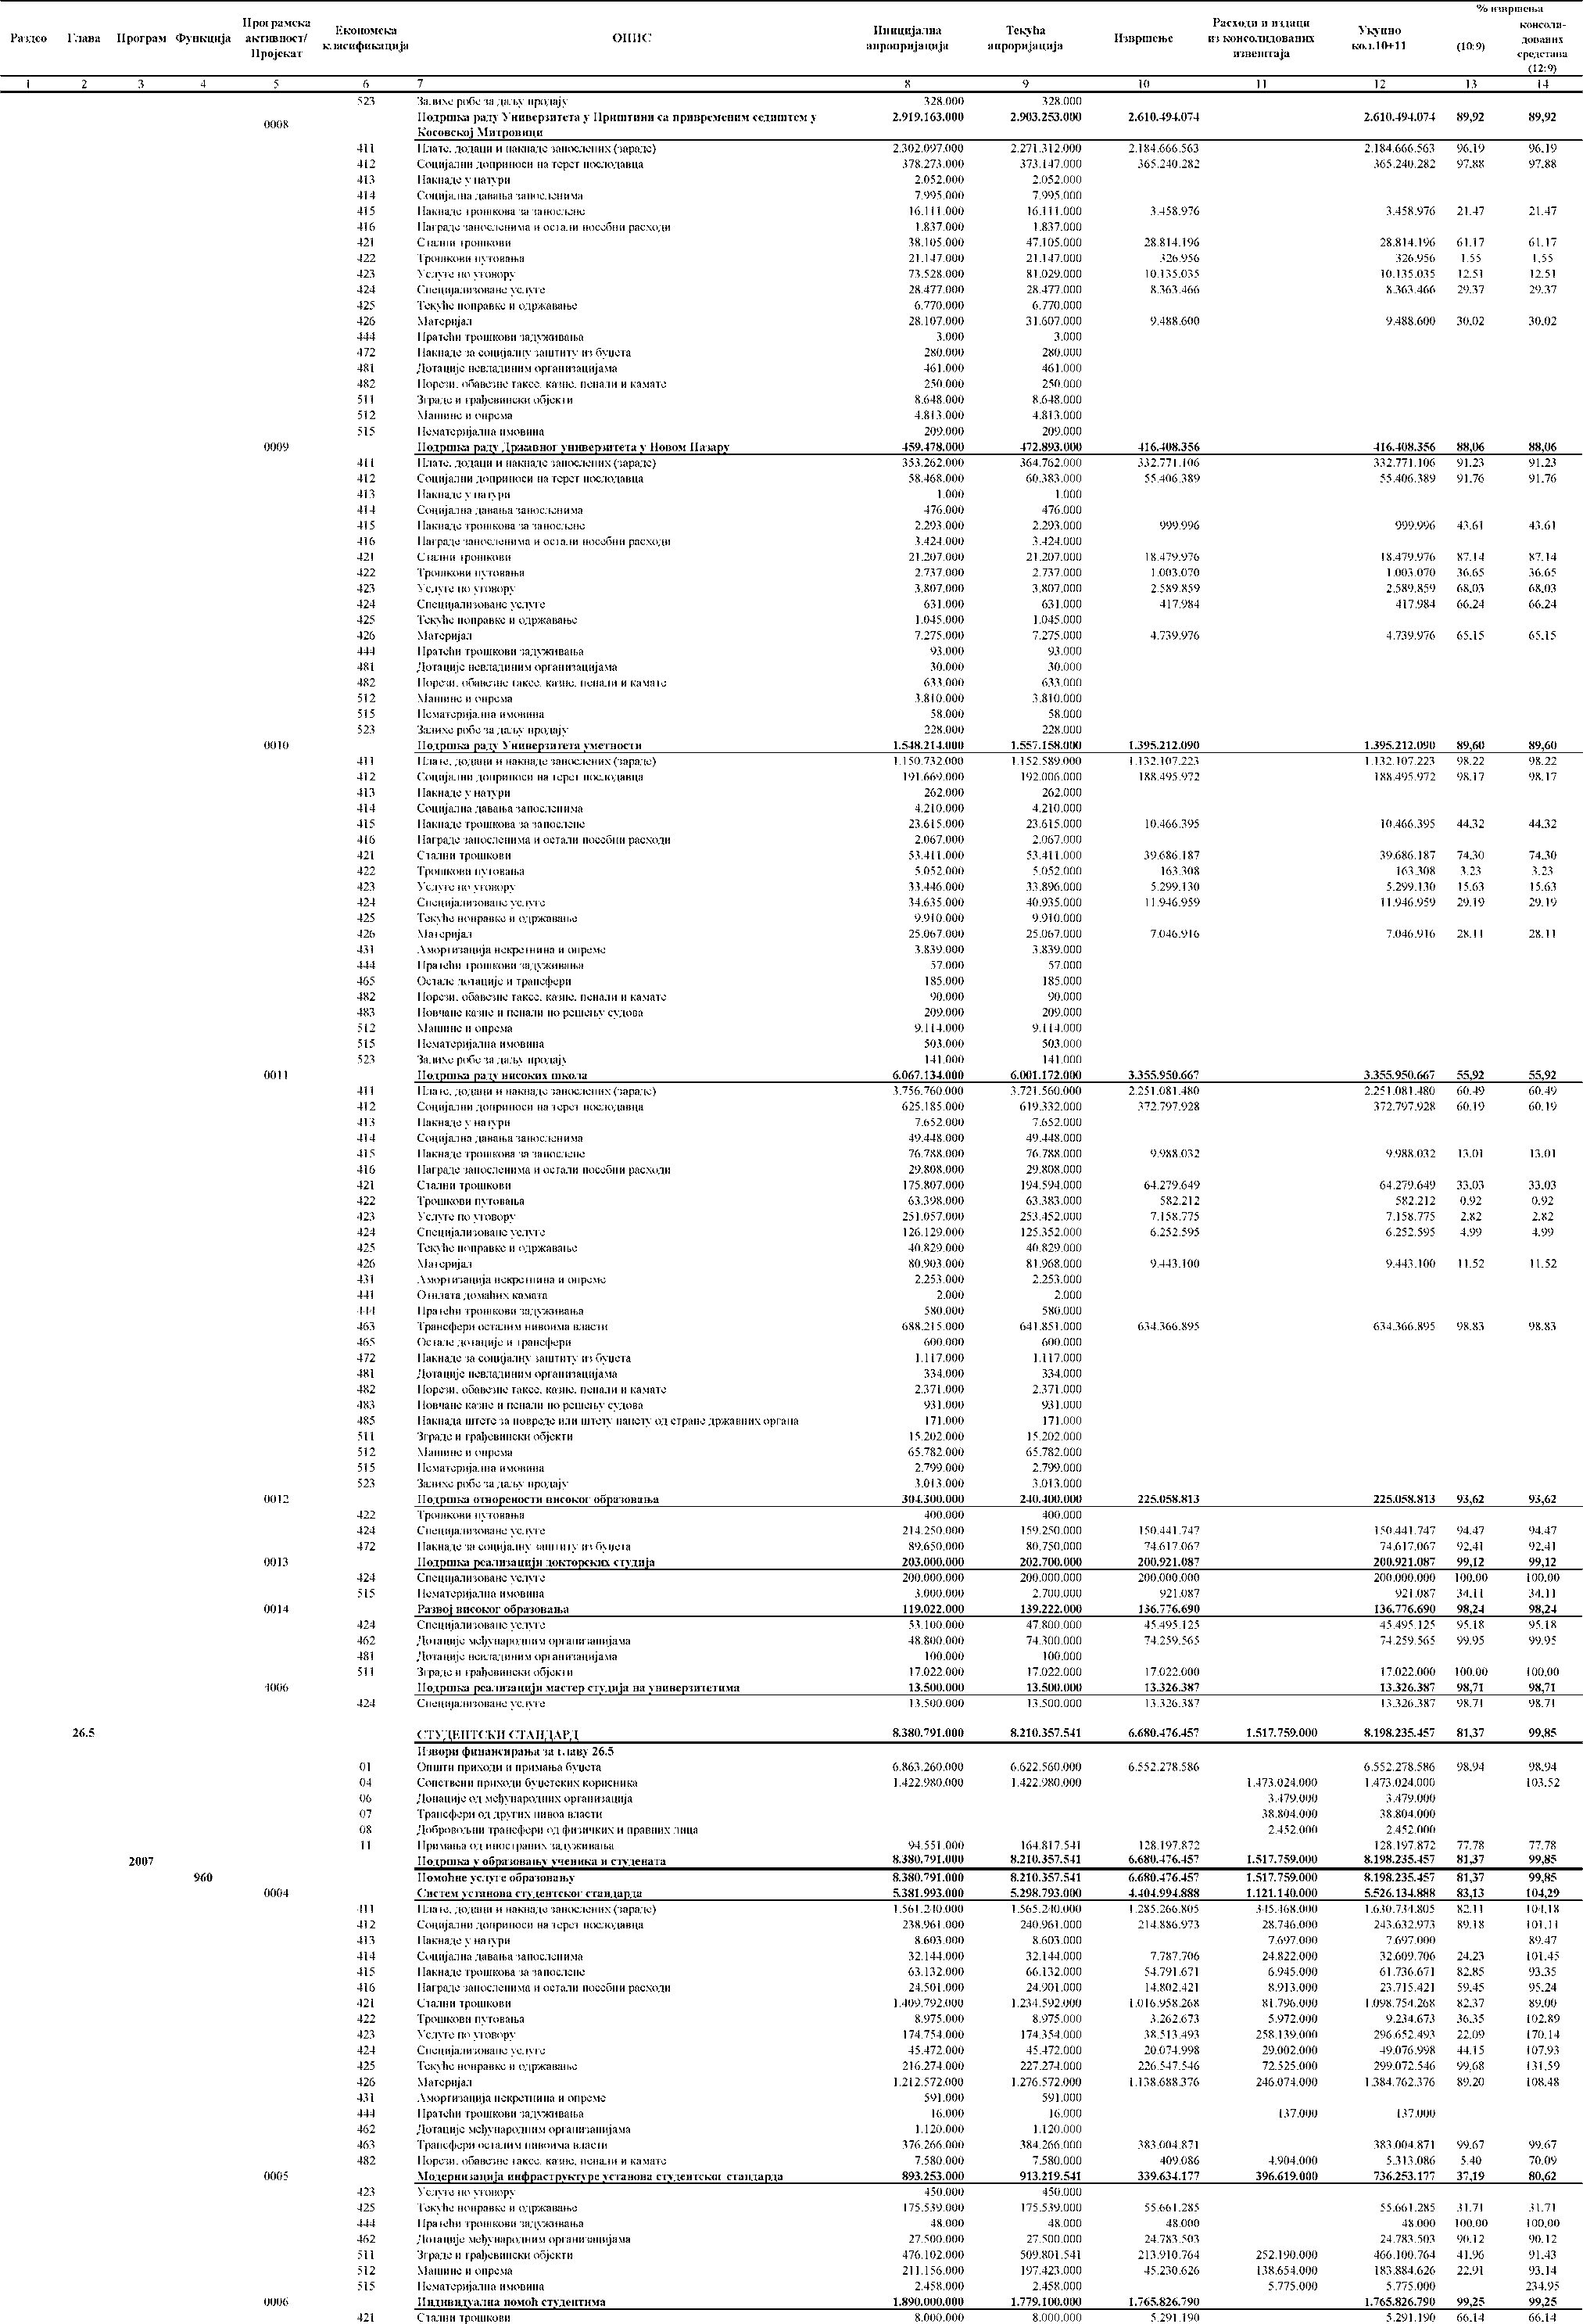 Раздео Глава Програм Функција Програмска активност/ Пројекат Економска класификација ОПИС Иницијална апропријација Текућа апропријација Извршење Расходи и издаци из консолидованих извештаја Укупно кол.10+11 % извршења (10:9) консоли-дованих средстава (12:9)
1 2 3 4 5 6 7 8 9 10 11 12 13 14
523 Залихе робе за даљу продају 328.000 328.000
0008 Подршка раду Универзитета у Приштини са привременим седиштем у Косовској Митровици 2.919.163.000 2.903.253.000 2.610.494.074 2.610.494.074 89,92 89,92
411 Плате, додаци и накнаде запослених (зараде) 2.302.097.000 2.271.312.000 2.184.666.563 2.184.666.563 96,19 96,19
412 Социјални доприноси на терет послодавца 378.273.000 373.147.000 365.240.282 365.240.282 97,88 97,88
413 Накнаде у натури 2.052.000 2.052.000
414 Социјална давања запосленима 7.995.000 7.995.000
415 Накнаде трошкова за запослене 16.111.000 16.111.000 3.458.976 3.458.976 21,47 21,47
416 Награде запосленима и остали посебни расходи 1.837.000 1.837.000
421 Стални трошкови 38.105.000 47.105.000 28.814.196 28.814.196 61,17 61,17
422 Трошкови путовања 21.147.000 21.147.000 326.956 326.956 1,55 1,55
423 Услуге по уговору 73.528.000 81.029.000 10.135.035 10.135.035 12,51 12,51
424 Специјализоване услуге 28.477.000 28.477.000 8.363.466 8.363.466 29,37 29,37
425 Текуће поправке и одржавање 6.770.000 6.770.000
426 Материјал 28.107.000 31.607.000 9.488.600 9.488.600 30,02 30,02
444 Пратећи трошкови задуживања 3.000 3.000
472 Накнаде за социјалну заштиту из буџета 280.000 280.000
481 Дотације невладиним организацијама 461.000 461.000
482 Порези, обавезне таксе, казне, пенали и камате 250.000 250.000
511 Зграде и грађевински објекти 8.648.000 8.648.000
512 Машине и опрема 4.813.000 4.813.000
515 Нематеријална имовина 209.000 209.000
0009 Подршка раду Државног универзитета у Новом Пазару 459.478.000 472.893.000 416.408.356 416.408.356 88,06 88,06
411 Плате, додаци и накнаде запослених (зараде) 353.262.000 364.762.000 332.771.106 332.771.106 91,23 91,23
412 Социјални доприноси на терет послодавца 58.468.000 60.383.000 55.406.389 55.406.389 91,76 91,76
413 Накнаде у натури 1.000 1.000
414 Социјална давања запосленима 476.000 476.000
415 Накнаде трошкова за запослене 2.293.000 2.293.000 999.996 999.996 43,61 43,61
416 Награде запосленима и остали посебни расходи 3.424.000 3.424.000
421 Стални трошкови 21.207.000 21.207.000 18.479.976 18.479.976 87,14 87,14
422 Трошкови путовања 2.737.000 2.737.000 1.003.070 1.003.070 36,65 36,65
423 Услуге по уговору 3.807.000 3.807.000 2.589.859 2.589.859 68,03 68,03
424 Специјализоване услуге 631.000 631.000 417.984 417.984 66,24 66,24
425 Текуће поправке и одржавање 1.045.000 1.045.000
426 Материјал 7.275.000 7.275.000 4.739.976 4.739.976 65,15 65,15
444 Пратећи трошкови задуживања 93.000 93.000
481 Дотације невладиним организацијама 30.000 30.000
482 Порези, обавезне таксе, казне, пенали и камате 633.000 633.000
512 Машине и опрема 3.810.000 3.810.000
515 Нематеријална имовина 58.000 58.000
523 Залихе робе за даљу продају 228.000 228.000
0010 Подршка раду Универзитета уметности 1.548.214.000 1.557.158.000 1.395.212.090 1.395.212.090 89,60 89,60
411 Плате, додаци и накнаде запослених (зараде) 1.150.732.000 1.152.589.000 1.132.107.223 1.132.107.223 98,22 98,22
412 Социјални доприноси на терет послодавца 191.669.000 192.006.000 188.495.972 188.495.972 98,17 98,17
413 Накнаде у натури 262.000 262.000
414 Социјална давања запосленима 4.210.000 4.210.000
415 Накнаде трошкова за запослене 23.615.000 23.615.000 10.466.395 10.466.395 44,32 44,32
416 Награде запосленима и остали посебни расходи 2.067.000 2.067.000
421 Стални трошкови 53.411.000 53.411.000 39.686.187 39.686.187 74,30 74,30
422 Трошкови путовања 5.052.000 5.052.000 163.308 163.308 3,23 3,23
423 Услуге по уговору 33.446.000 33.896.000 5.299.130 5.299.130 15,63 15,63
424 Специјализоване услуге 34.635.000 40.935.000 11.946.959 11.946.959 29,19 29,19
425 Текуће поправке и одржавање 9.910.000 9.910.000
426 Материјал 25.067.000 25.067.000 7.046.916 7.046.916 28,11 28,11
431 Амортизација некретнина и опреме 3.839.000 3.839.000
444 Пратећи трошкови задуживања 57.000 57.000
465 Остале дотације и трансфери 185.000 185.000
482 Порези, обавезне таксе, казне, пенали и камате 90.000 90.000
483 Новчане казне и пенали по решењу судова 209.000 209.000
512 Машине и опрема 9.114.000 9.114.000
515 Нематеријална имовина 503.000 503.000
523 Залихе робе за даљу продају 141.000 141.000
0011 Подршка раду високих школа 6.067.134.000 6.001.172.000 3.355.950.667 3.355.950.667 55,92 55,92
411 Плате, додаци и накнаде запослених (зараде) 3.756.760.000 3.721.560.000 2.251.081.480 2.251.081.480 60,49 60,49
412 Социјални доприноси на терет послодавца 625.185.000 619.332.000 372.797.928 372.797.928 60,19 60,19
413 Накнаде у натури 7.652.000 7.652.000
414 Социјална давања запосленима 49.448.000 49.448.000
415 Накнаде трошкова за запослене 76.788.000 76.788.000 9.988.032 9.988.032 13,01 13,01
416 Награде запосленима и остали посебни расходи 29.808.000 29.808.000
421 Стални трошкови 175.807.000 194.594.000 64.279.649 64.279.649 33,03 33,03
422 Трошкови путовања 63.398.000 63.383.000 582.212 582.212 0,92 0,92
423 Услуге по уговору 251.057.000 253.452.000 7.158.775 7.158.775 2,82 2,82
424 Специјализоване услуге 126.129.000 125.352.000 6.252.595 6.252.595 4,99 4,99
425 Текуће поправке и одржавање 40.829.000 40.829.000
426 Материјал 80.903.000 81.968.000 9.443.100 9.443.100 11,52 11,52
431 Амортизација некретнина и опреме 2.253.000 2.253.000
441 Отплата домаћих камата 2.000 2.000
444 Пратећи трошкови задуживања 580.000 580.000
463 Трансфери осталим нивоима власти 688.215.000 641.851.000 634.366.895 634.366.895 98,83 98,83
465 Остале дотације и трансфери 600.000 600.000
472 Накнаде за социјалну заштиту из буџета 1.117.000 1.117.000
481 Дотације невладиним организацијама 334.000 334.000
482 Порези, обавезне таксе, казне, пенали и камате 2.371.000 2.371.000
483 Новчане казне и пенали по решењу судова 931.000 931.000
485 Накнада штете за повреде или штету нанету од стране државних органа 171.000 171.000
511 Зграде и грађевински објекти 15.202.000 15.202.000
512 Машине и опрема 65.782.000 65.782.000
515 Нематеријална имовина 2.799.000 2.799.000
523 Залихе робе за даљу продају 3.013.000 3.013.000
0012 Подршка отворености високог образовања 304.300.000 240.400.000 225.058.813 225.058.813 93,62 93,62
422 Трошкови путовања 400.000 400.000
424 Специјализоване услуге 214.250.000 159.250.000 150.441.747 150.441.747 94,47 94,47
472 Накнаде за социјалну заштиту из буџета 89.650.000 80.750.000 74.617.067 74.617.067 92,41 92,41
0013 Подршка реализацији докторских студија 203.000.000 202.700.000 200.921.087 200.921.087 99,12 99,12
424 Специјализоване услуге 200.000.000 200.000.000 200.000.000 200.000.000 100,00 100,00
515 Нематеријална имовина 3.000.000 2.700.000 921.087 921.087 34,11 34,11
0014 Развој високог образовања 119.022.000 139.222.000 136.776.690 136.776.690 98,24 98,24
424 Специјализоване услуге 53.100.000 47.800.000 45.495.125 45.495.125 95,18 95,18
462 Дотације међународним организацијама 48.800.000 74.300.000 74.259.565 74.259.565 99,95 99,95
481 Дотације невладиним организацијама 100.000 100.000
511 Зграде и грађевински објекти 17.022.000 17.022.000 17.022.000 17.022.000 100,00 100,00
4006 Подршка реализацији мастер студија на универзитетима 13.500.000 13.500.000 13.326.387 13.326.387 98,71 98,71
424 Специјализоване услуге 13.500.000 13.500.000 13.326.387 13.326.387 98,71 98,71
26.5 СТУДЕНТСКИ СТАНДАРД 8.380.791.000 8.210.357.541 6.680.476.457 1.517.759.000 8.198.235.457 81,37 99,85
Извори финансирања за главу 26.5
01 Општи приходи и примања буџета 6.863.260.000 6.622.560.000 6.552.278.586 6.552.278.586 98,94 98,94
04 Сопствени приходи буџетских корисника 1.422.980.000 1.422.980.000 1.473.024.000 1.473.024.000 103,52
06 Донације од међународних организација 3.479.000 3.479.000
07 Трансфери од других нивоа власти 38.804.000 38.804.000
08 Добровољни трансфери од физичких и правних лица 2.452.000 2.452.000
11 Примања од иностраних задуживања 94.551.000 164.817.541 128.197.872 128.197.872 77,78 77,78
2007 Подршка у образовању ученика и студената 8.380.791.000 8.210.357.541 6.680.476.457 1.517.759.000 8.198.235.457 81,37 99,85
960 Помоћне услуге образовању 8.380.791.000 8.210.357.541 6.680.476.457 1.517.759.000 8.198.235.457 81,37 99,85
0004 Систем установа студентског стандарда 5.381.993.000 5.298.793.000 4.404.994.888 1.121.140.000 5.526.134.888 83,13 104,29
411 Плате, додаци и накнаде запослених (зараде) 1.561.240.000 1.565.240.000 1.285.266.805 345.468.000 1.630.734.805 82,11 104,18
412 Социјални доприноси на терет послодавца 238.961.000 240.961.000 214.886.973 28.746.000 243.632.973 89,18 101,11
413 Накнаде у натури 8.603.000 8.603.000 7.697.000 7.697.000 89,47
414 Социјална давања запосленима 32.144.000 32.144.000 7.787.706 24.822.000 32.609.706 24,23 101,45
415 Накнаде трошкова за запослене 63.132.000 66.132.000 54.791.671 6.945.000 61.736.671 82,85 93,35
416 Награде запосленима и остали посебни расходи 24.501.000 24.901.000 14.802.421 8.913.000 23.715.421 59,45 95,24
421 Стални трошкови 1.409.792.000 1.234.592.000 1.016.958.268 81.796.000 1.098.754.268 82,37 89,00
422 Трошкови путовања 8.975.000 8.975.000 3.262.673 5.972.000 9.234.673 36,35 102,89
423 Услуге по уговору 174.754.000 174.354.000 38.513.493 258.139.000 296.652.493 22,09 170,14
424 Специјализоване услуге 45.472.000 45.472.000 20.074.998 29.002.000 49.076.998 44,15 107,93
425 Текуће поправке и одржавање 216.274.000 227.274.000 226.547.546 72.525.000 299.072.546 99,68 131,59
426 Материјал 1.212.572.000 1.276.572.000 1.138.688.376 246.074.000 1.384.762.376 89,20 108,48
431 Амортизација некретнина и опреме 591.000 591.000
444 Пратећи трошкови задуживања 16.000 16.000 137.000 137.000
462 Дотације међународним организацијама 1.120.000 1.120.000
463 Трансфери осталим нивоима власти 376.266.000 384.266.000 383.004.871 383.004.871 99,67 99,67
482 Порези, обавезне таксе, казне, пенали и камате 7.580.000 7.580.000 409.086 4.904.000 5.313.086 5,40 70,09
0005 Модернизација инфраструктуре установа студентског стандарда 893.253.000 913.219.541 339.634.177 396.619.000 736.253.177 37,19 80,62
423 Услуге по уговору 450.000 450.000
425 Текуће поправке и одржавање 175.539.000 175.539.000 55.661.285 55.661.285 31,71 31,71
444 Пратећи трошкови задуживања 48.000 48.000 48.000 48.000 100,00 100,00
462 Дотације међународним организацијама 27.500.000 27.500.000 24.783.503 24.783.503 90,12 90,12
511 Зграде и грађевински објекти 476.102.000 509.801.541 213.910.764 252.190.000 466.100.764 41,96 91,43
512 Машине и опрема 211.156.000 197.423.000 45.230.626 138.654.000 183.884.626 22,91 93,14
515 Нематеријална имовина 2.458.000 2.458.000 5.775.000 5.775.000 234,95
0006 Индивидуална помоћ студентима 1.890.000.000 1.779.100.000 1.765.826.790 1.765.826.790 99,25 99,25
421 Стални трошкови 8.000.000 8.000.000 5.291.190 5.291.190 66,14 66,14